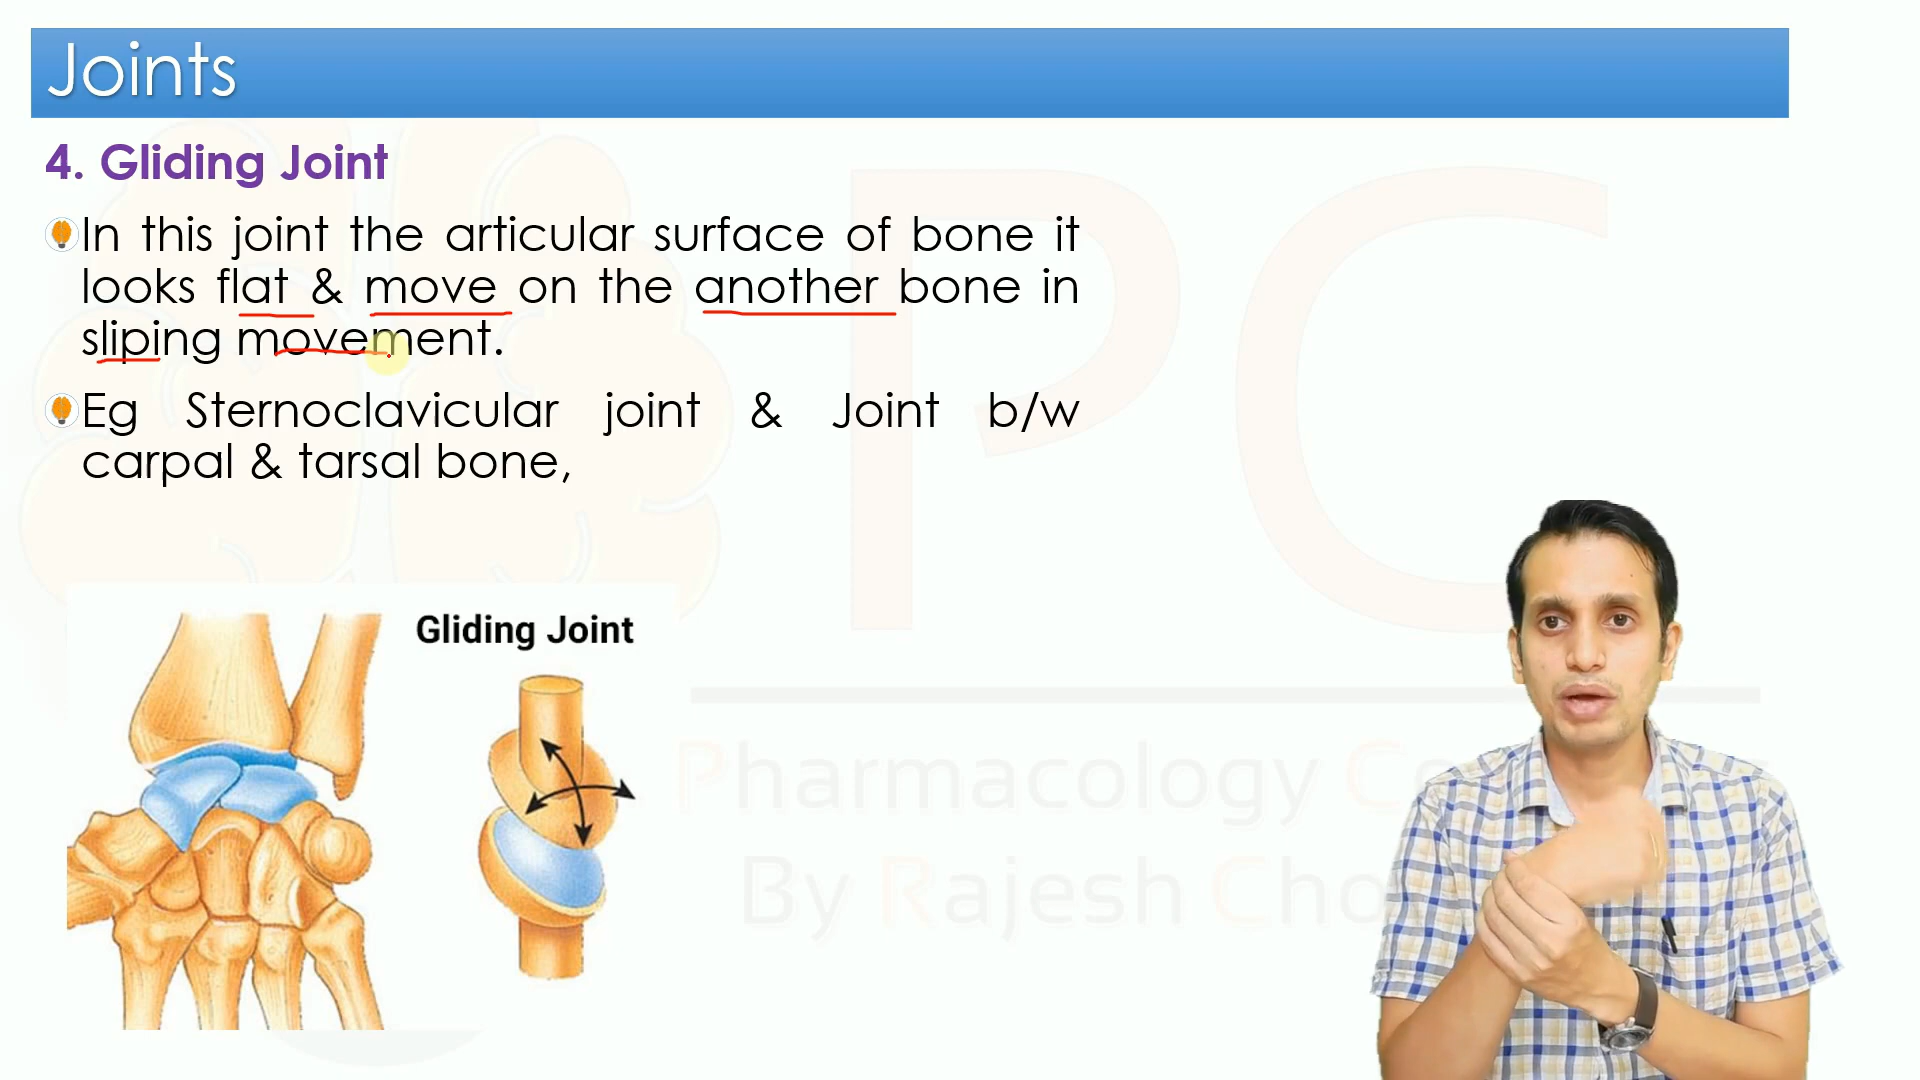 Joints
4. Gliding Joint
In this joint the articular surface of bone it
looks flat & move on the another bone in
sliping movement.
Eg Sternoclavicular joint & Joint b/w
carpal & tarsal bone,
Gliding Joint
PC
Pharmacology
By Rajesh